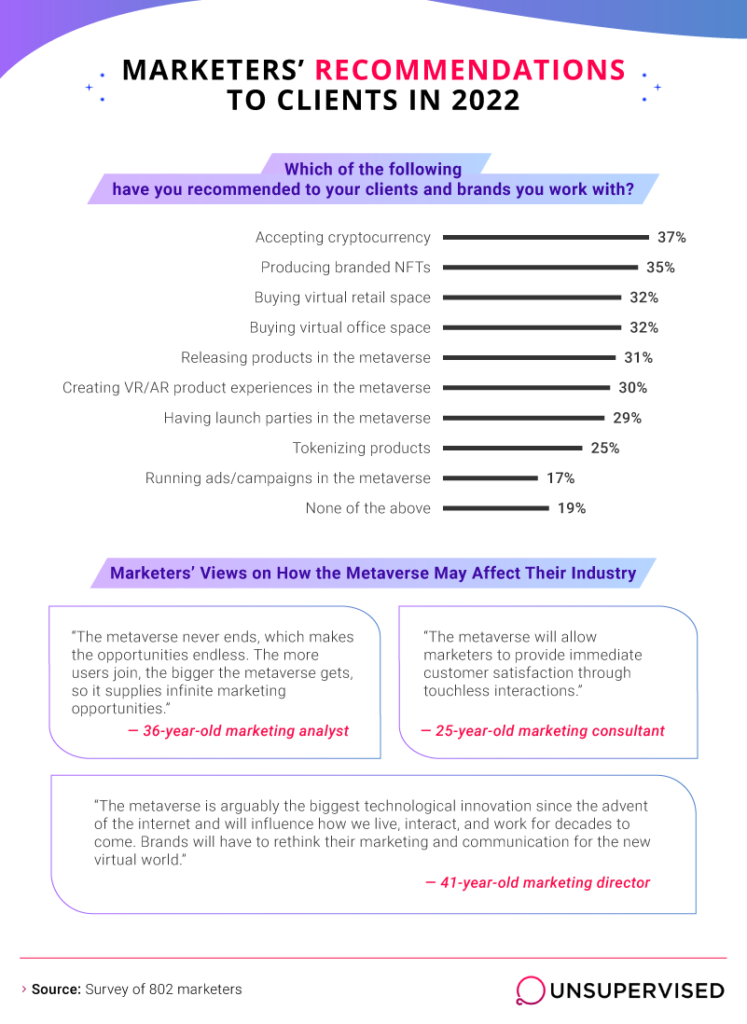 MARKETERS’ RECOMMENDATIONS
TO CLIENTS IN 2022
Which of the following
have you recommended to your clients and brands you work with?
Accepting cryptocurrency 37%
Producing branded NFTs 35%
Buying virtual retail space 32%
Buying virtual office space 32%
Releasing products in the metaverse 31%
Creating VR/AR product experiences in the metaverse 30%
Having launch parties in the metaverse 29%
Tokenizing products 25%
Running ads/campaigns in the metaverse 17%
None of the above 19%
Marketers’ Views on How the Metaverse May Affect Their Industry
“The metaverse never ends, which makes
the opportunities endless. The more
users join, the bigger the metaverse gets,
so it supplies infinite marketing
opportunities.”
— 36-year-old marketing analyst
“The metaverse will allow
marketers to provide immediate
customer satisfaction through
touchless interactions.”
— 25-year-old marketing consultant
“The metaverse is arguably the biggest technological innovation since the advent
of the internet and will influence how we live, interact, and work for decades to
come. Brands will have to rethink their marketing and communication for the new
virtual world.”
— 41-year-old marketing director
› Source: Survey of 802 marketers
UNSUPERVISED